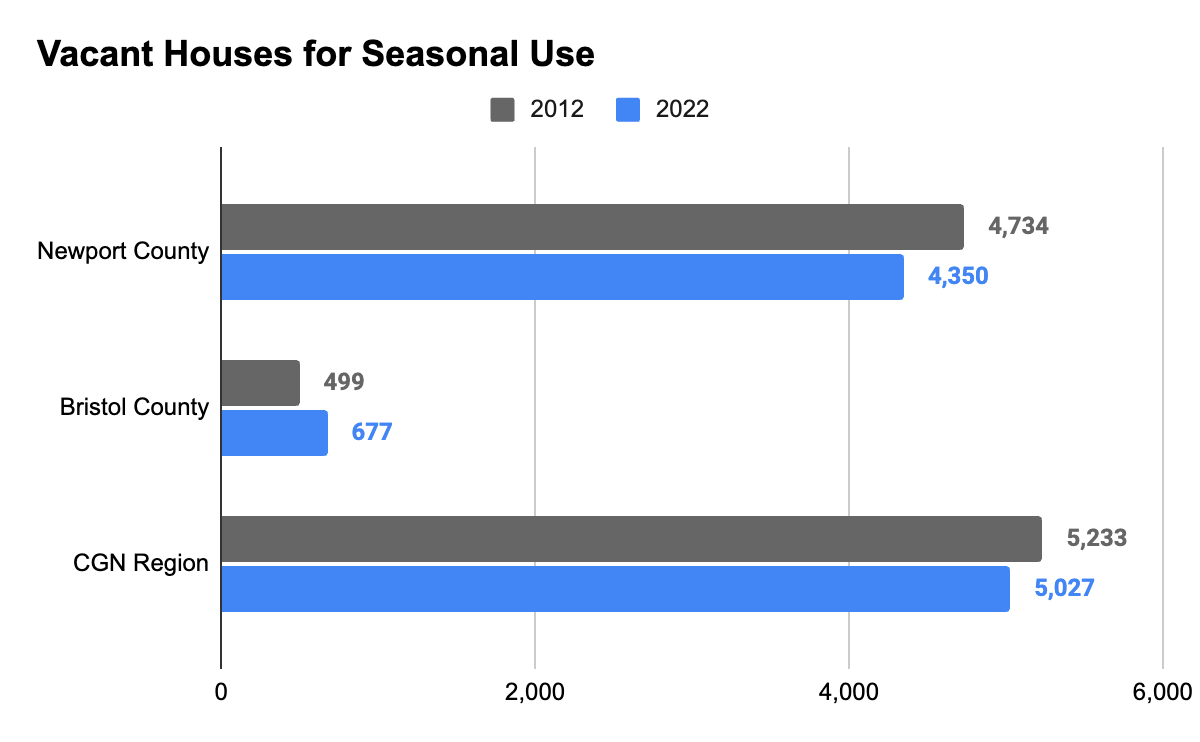 Vacant Houses for Seasonal Use
2012 2022
Newport County
4,734
4,350
Bristol County
499
677
CGN Region
5,233
5,027
0 2,000 4,000 6,000